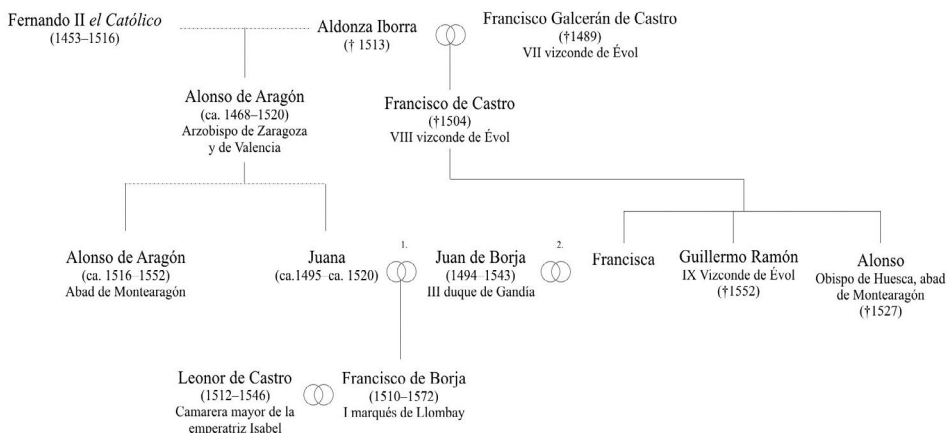 Fernando II el Católico
(1453–1516)
Aldonza Iborra
(† 1513)
Francisco Galcerán de Castro
(†1489)
VII vizconde de Évol
Alonso de Aragón
(ca. 1468–1520)
Arzobispo de Zaragoza
y de Valencia
Francisco de Castro
(†1504)
VIII vizconde de Évol
Alonso de Aragón
(ca. 1516–1552)
Abad de Montearagón
Juana
(ca.1495–ca. 1520)
1.
Juan de Borja
(1494–1543)
III duque de Gandía
2.
Francisca
Guillermo Ramón
IX Vizconde de Évol
(†1552)
Alonso
Obispo de Huesca, abad
de Montearagón
(†1527)
Leonor de Castro
(1512–1546)
Camarera mayor de la
emperatriz Isabel
Francisco de Borja
(1510–1572)
I marqués de Llombay